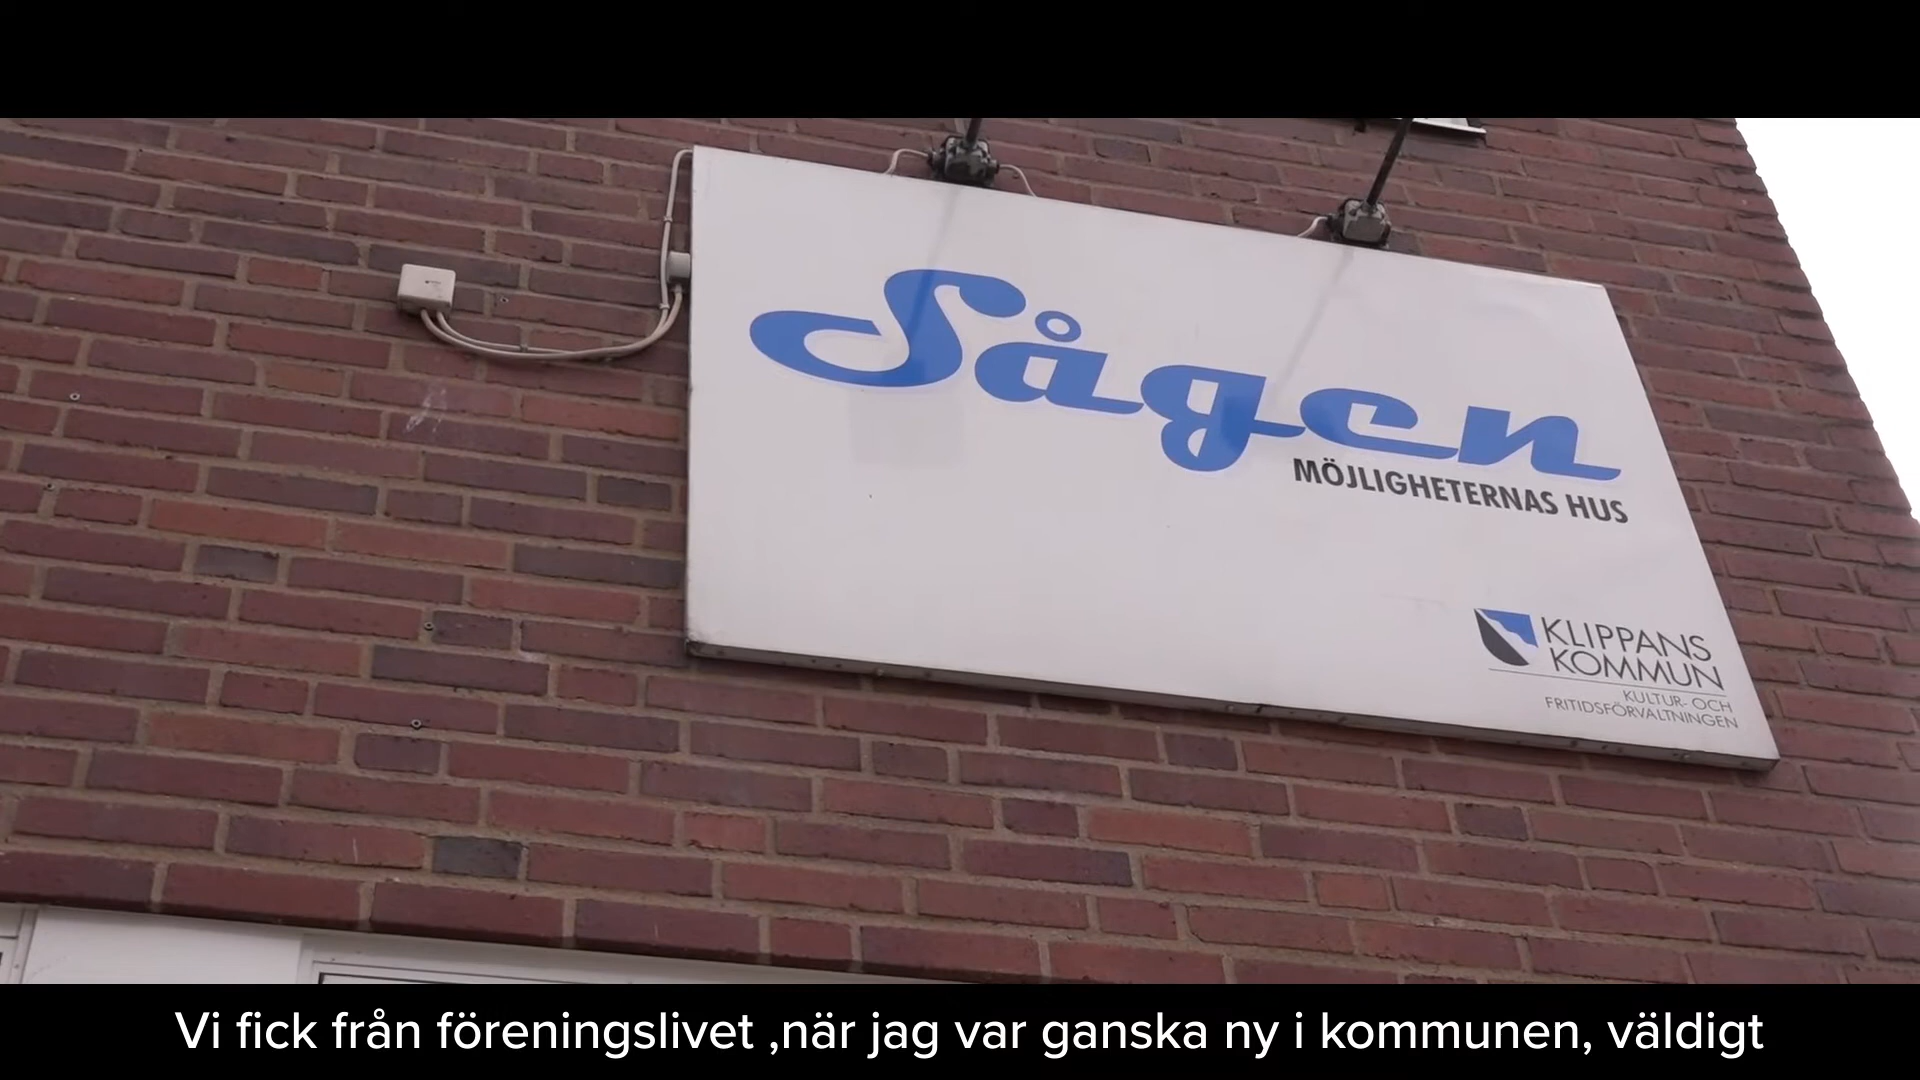 Sågen
MÖJLIGHETERNAS HUS
KLIPPANS
KOMMUN
KULTUR- OCH
FRITIDSFÖRVALTNINGEN
Vi fick från föreningslivet ,när jag var ganska ny i kommunen, väldigt